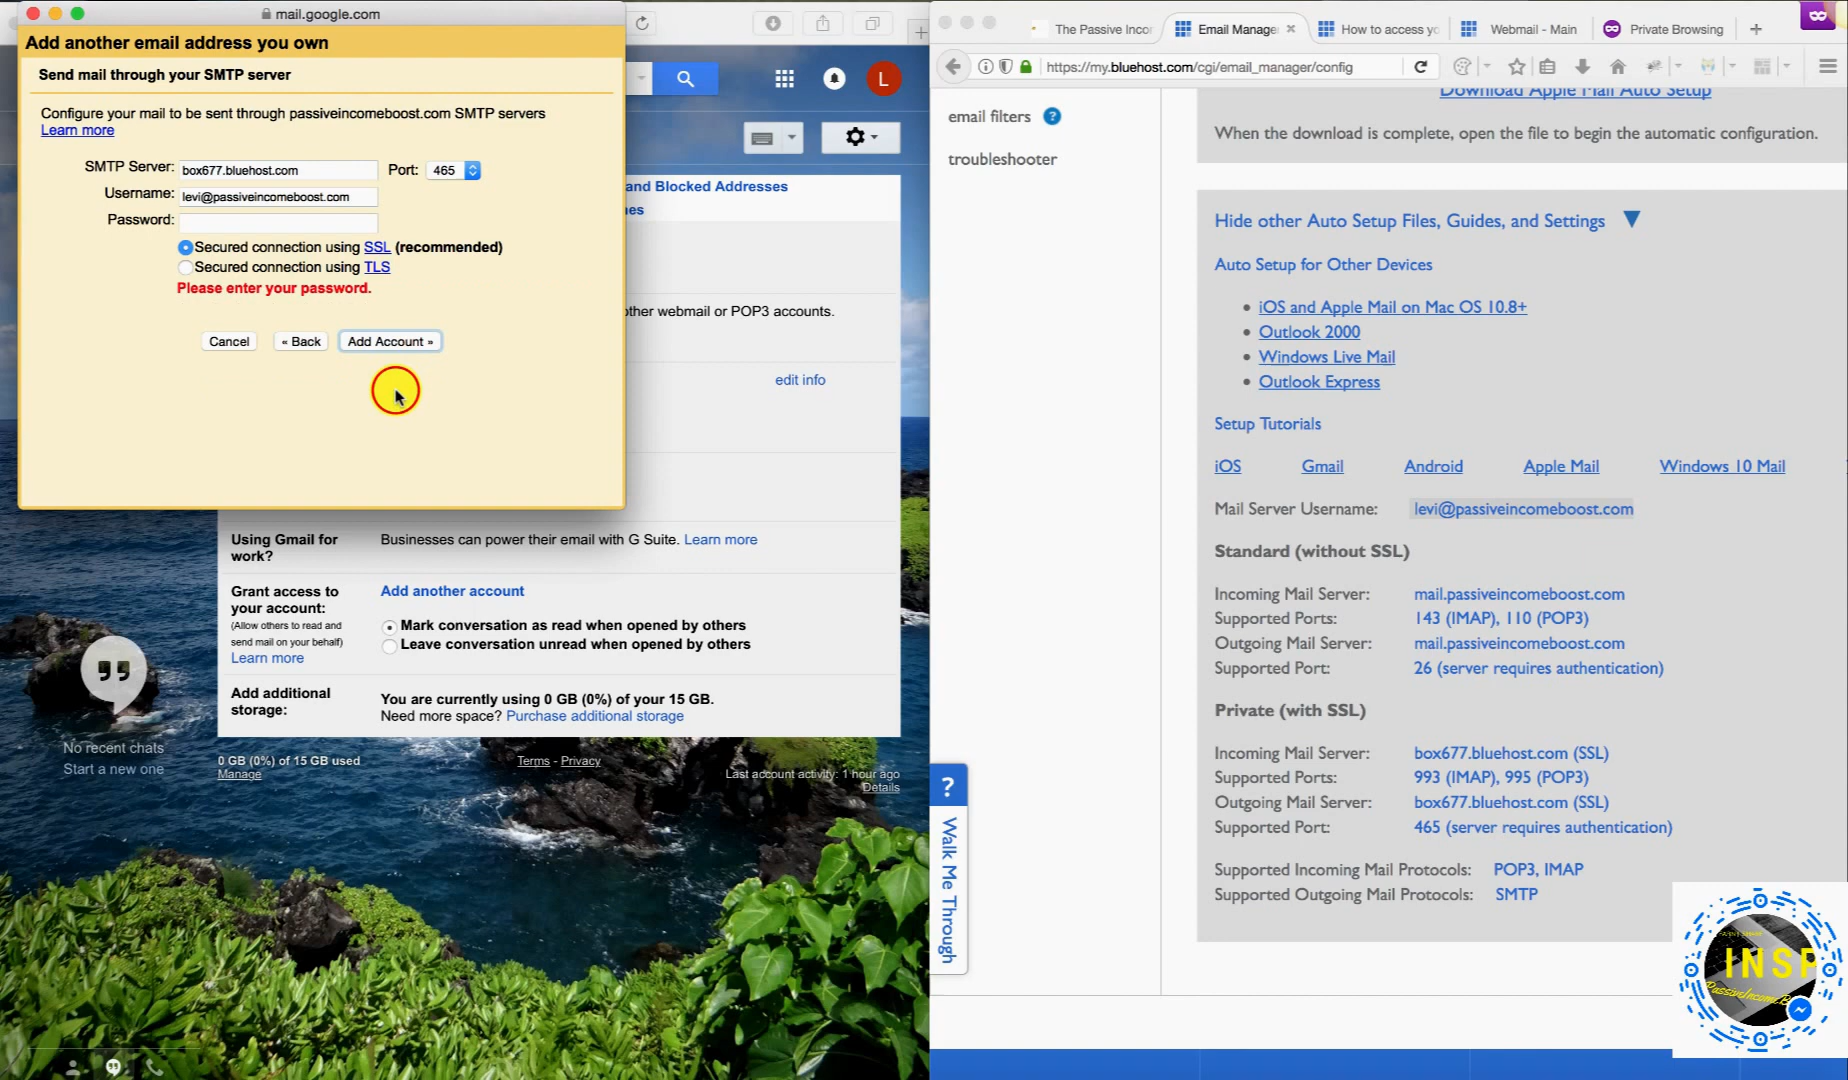 mail.google.com
Add another email address you own
Send mail through your SMTP server
Configure your mail to be sent through passiveincomeboost.com SMTP servers
Learn more
SMTP Server: box677.bluehost.com Port: 465
Username: levi@passiveincomeboost.com
Password:
Secured connection using SSL (recommended)
Secured connection using TLS
Please enter your password.
Cancel « Back Add Account »
L
and Blocked Addresses
other webmail or POP3 accounts.
edit info
Using Gmail for work?
Businesses can power their email with G Suite. Learn more
Grant access to your account:
(Allow others to read and send mail on your behalf)
Learn more
Add another account
Mark conversation as read when opened by others
Leave conversation unread when opened by others
Add additional storage:
You are currently using 0 GB (0%) of your 15 GB.
Need more space? Purchase additional storage
No recent chats
Start a new one
0 GB (0%) of 15 GB used
Manage
Terms - Privacy
Last account activity: 1 hour ago
Details
The Passive Incor
Email Manage
How to access yo
Webmail - Main
Private Browsing
https://my.bluehost.com/cgi/email_manager/config
email filters ?
troubleshooter
Download Apple Mail Auto Setup
When the download is complete, open the file to begin the automatic configuration.
Hide other Auto Setup Files, Guides, and Settings
Auto Setup for Other Devices
• iOS and Apple Mail on Mac OS 10.8+
• Outlook 2000
• Windows Live Mail
• Outlook Express
Setup Tutorials
iOS Gmail Android Apple Mail Windows 10 Mail
Mail Server Username: levi@passiveincomeboost.com
Standard (without SSL)
Incoming Mail Server: mail.passiveincomeboost.com
Supported Ports: 143 (IMAP), 110 (POP3)
Outgoing Mail Server: mail.passiveincomeboost.com
Supported Port: 26 (server requires authentication)
Private (with SSL)
Incoming Mail Server: box677.bluehost.com (SSL)
Supported Ports: 993 (IMAP), 995 (POP3)
Outgoing Mail Server: box677.bluehost.com (SSL)
Supported Port: 465 (server requires authentication)
Supported Incoming Mail Protocols: POP3, IMAP
Supported Outgoing Mail Protocols: SMTP
? Walk Me Through
INSP